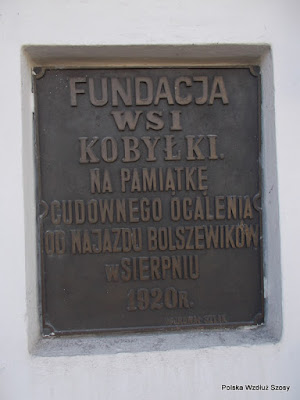 FUNDACJA
WSI
KOBYŁKI.
NA PAMIĄTKĘ
CUDOWNEGO OCALENIA
OD NAJAZDU BOLSZEWIKÓW
W SIERPNIU
1920 R.
Polska Wzdłuż Szosy